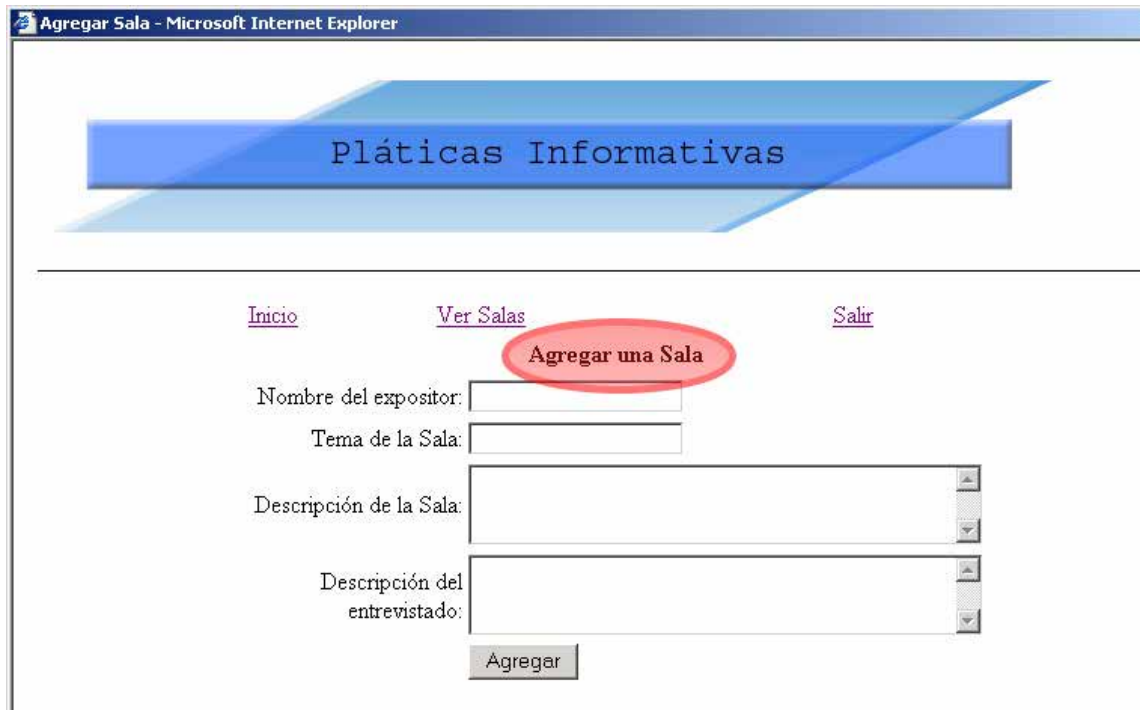 Agregar Sala - Microsoft Internet Explorer
Pláticas Informativas
Inicio Ver Salas Salir
Agregar una Sala
Nombre del expositor:
Tema de la Sala:
Descripción de la Sala:
Descripción del
entrevistado:
Agregar